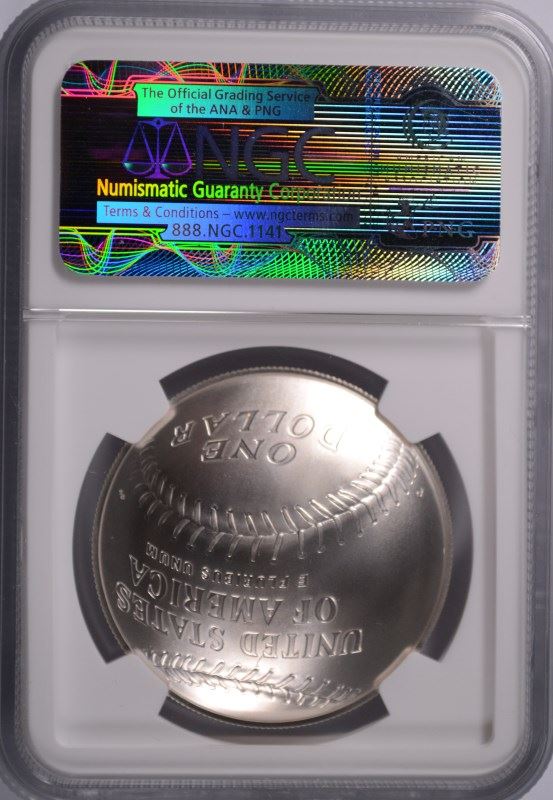 The Official Grading Service
of the ANA & PNG
NGC
Numismatic Guaranty Corporation
Terms & Conditions – www.ngcterms.com
888.NGC.1141
P.N.G.
UNITED STATES
OF AMERICA
E PLURIBUS UNUM
ONE
DOLLAR